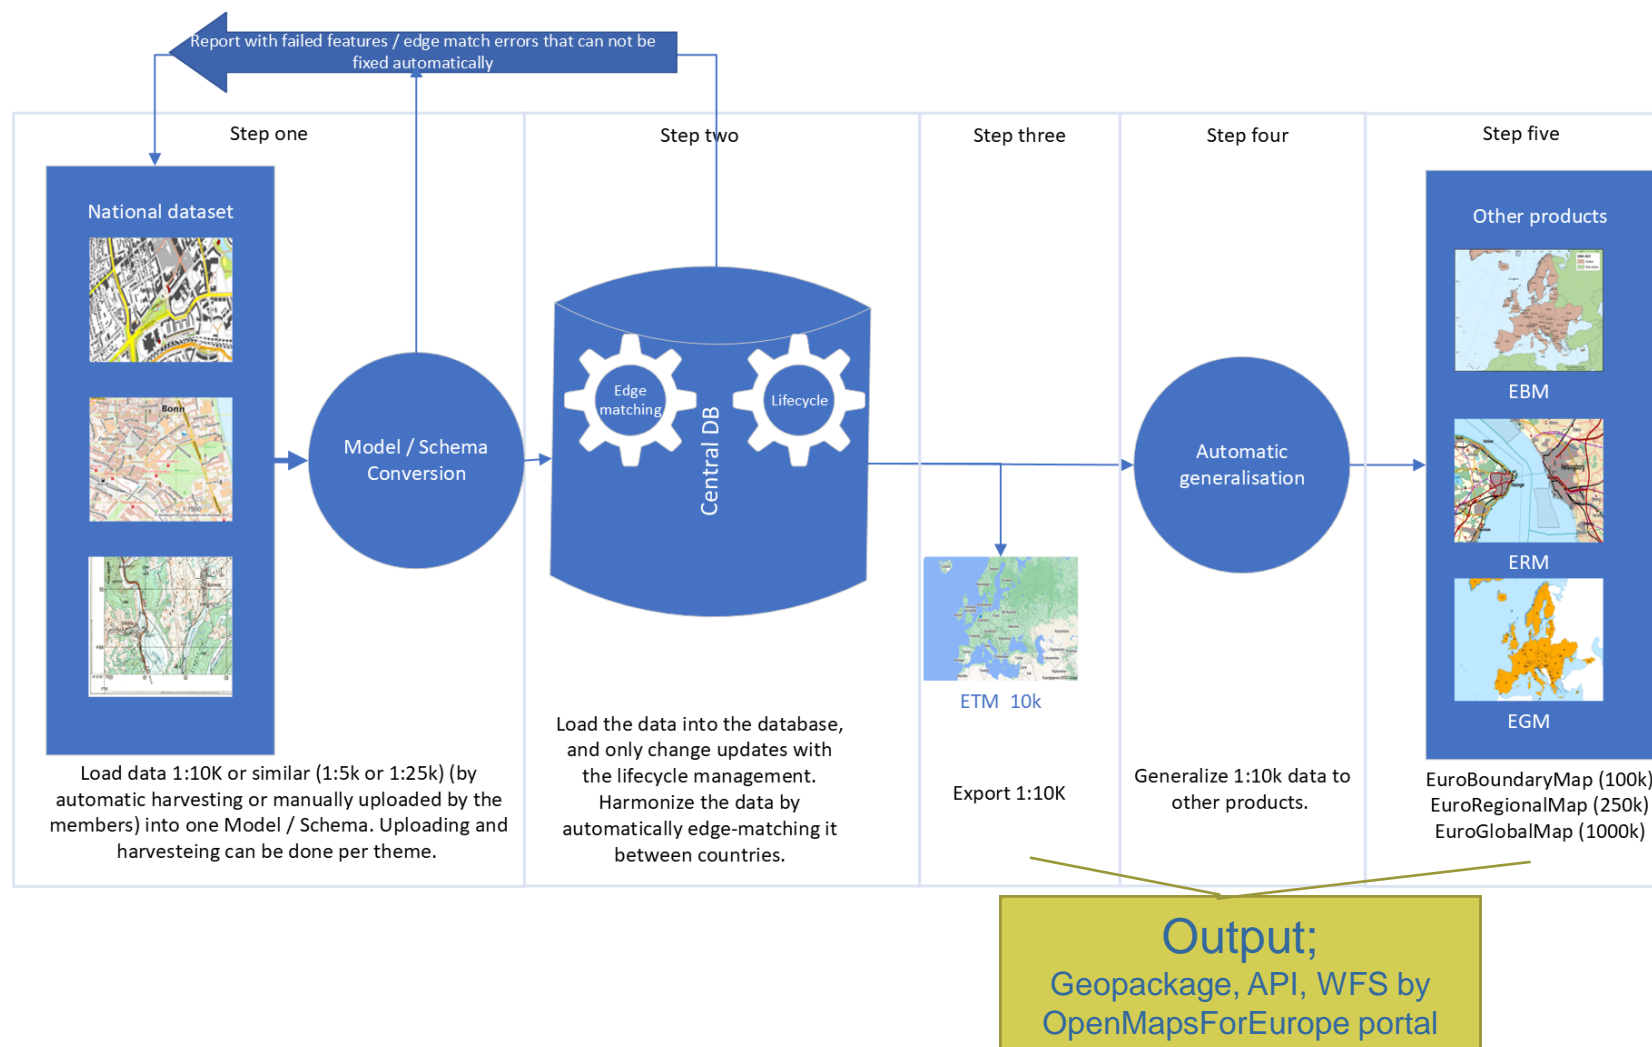 Report with failed features / edge match errors that can not be
fixed automatically
Step one
Step two
Step three
Step four
Step five
National dataset
Bonn
1:7500
Model / Schema
Conversion
Edge
matching
Lifecycle
Central DB
Automatic
generalisation
Other products
EBM
ERM
EGM
ETM 10k
Load data 1:10K or similar (1:5k or 1:25k) (by
automatic harvesting or manually uploaded by the
members) into one Model / Schema. Uploading and
harvesteing can be done per theme.
Load the data into the database,
and only change updates with
the lifecycle management.
Harmonize the data by
automatically edge-matching it
between countries.
Export 1:10K
Generalize 1:10k data to
other products.
EuroBoundaryMap (100k)
EuroRegionalMap (250k)
EuroGlobalMap (1000k)
Output;
Geopackage, API, WFS by
OpenMapsForEurope portal